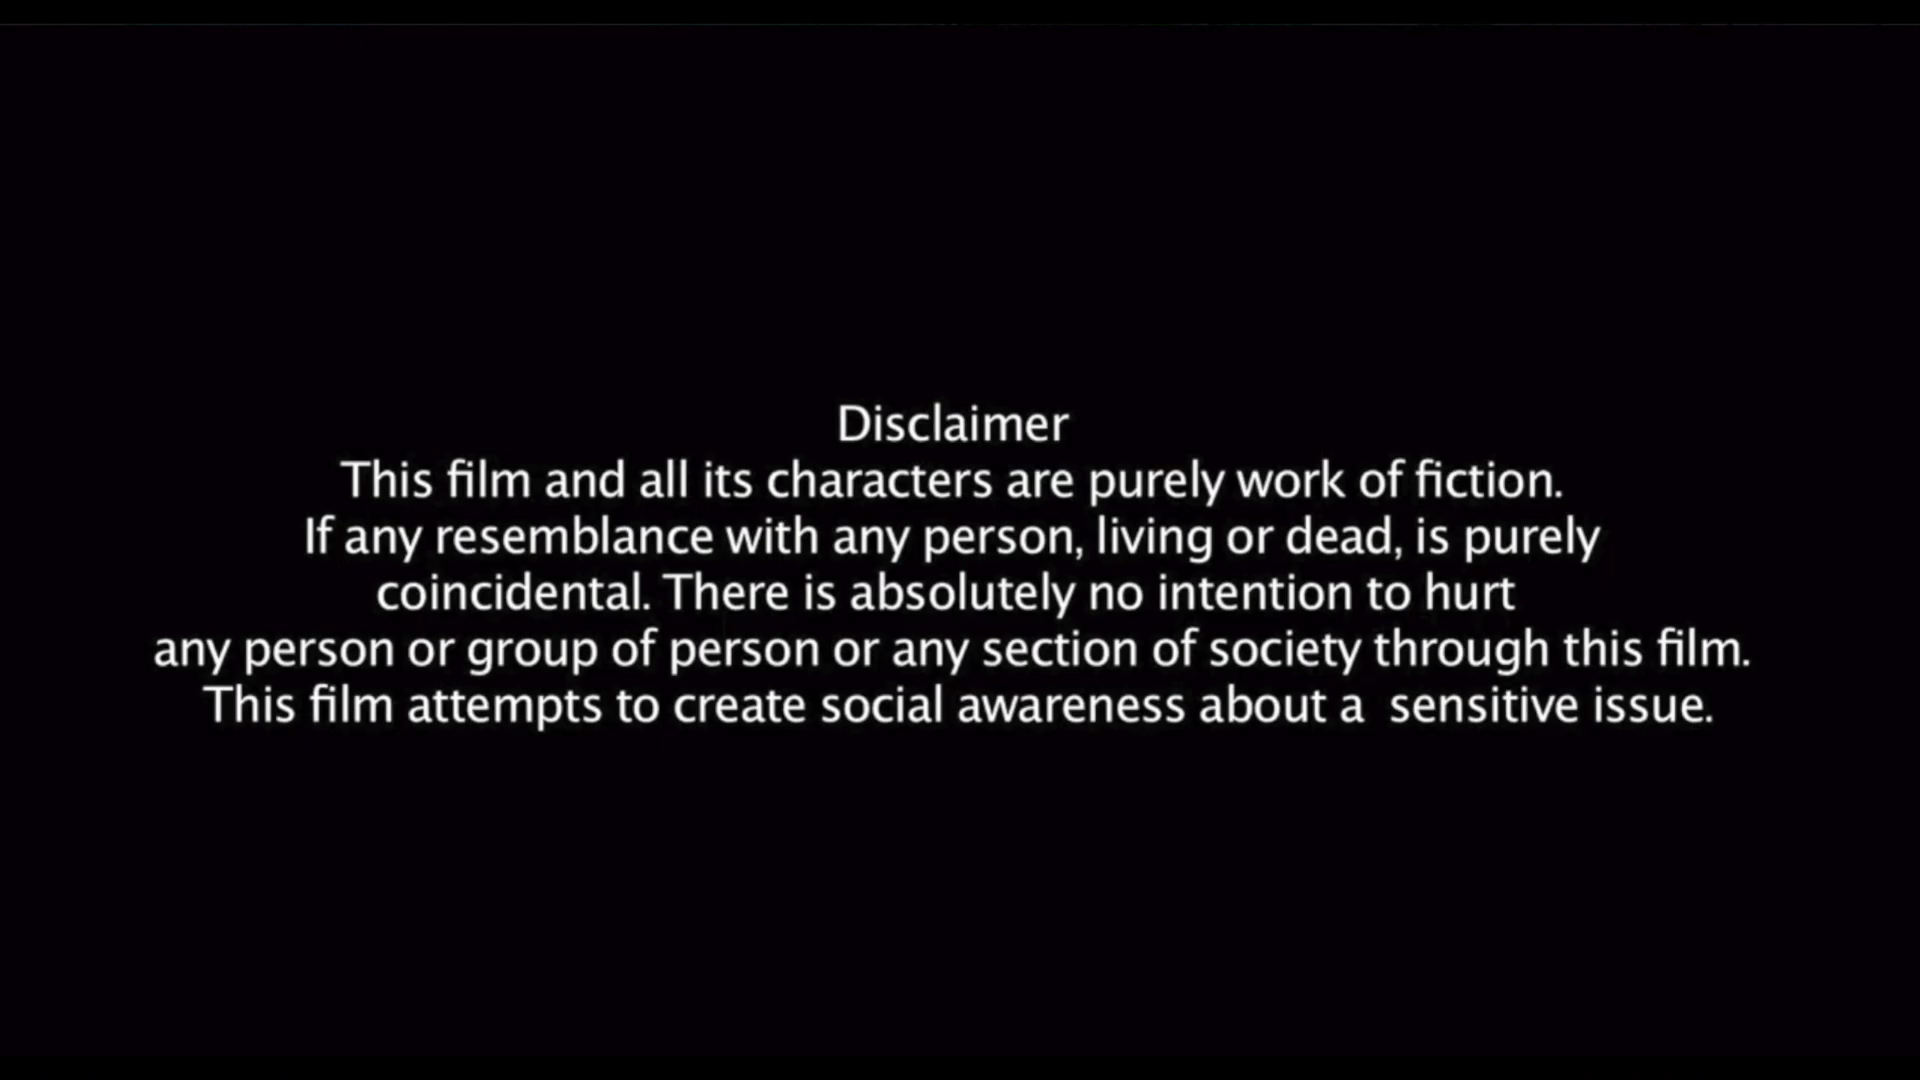 Disclaimer
This film and all its characters are purely work of fiction.
If any resemblance with any person, living or dead, is purely
coincidental. There is absolutely no intention to hurt
any person or group of person or any section of society through this film.
This film attempts to create social awareness about a  sensitive issue.